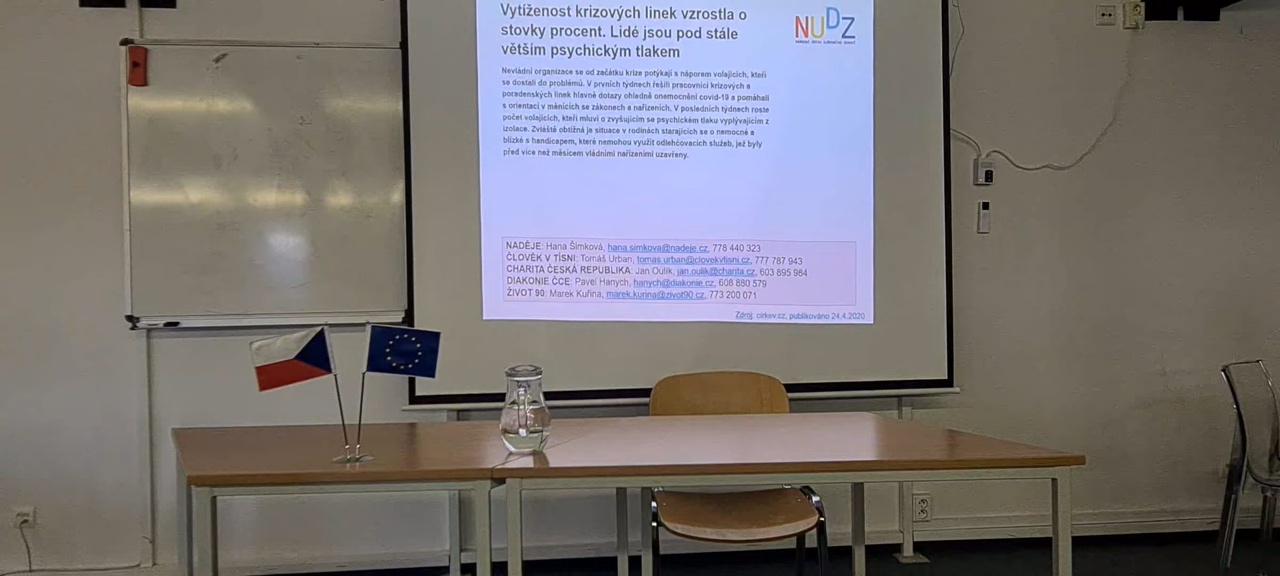 Vytíženost krizových linek vzrostla o
stovky procent. Lidé jsou pod stále
větším psychickým tlakem
NUDZ
NÁRODNÍ ÚSTAV DUŠEVNÍHO ZDRAVÍ
Nevládní organizace se od začátku krize potýkají s náporem volajících, kteří
se dostali do problémů. V prvních týdnech řešili pracovníci krizových a
poradenských linek hlavně dotazy ohledně onemocnění covid-19 a pomáhali
s orientací v měnících se zákonech a nařízeních. V posledních týdnech roste
počet volajících, kteří mluví o zvyšujícím se psychickém tlaku vyplývajícím z
izolace. Zvláště obtížná je situace v rodinách starajících se o nemocné a
blízké s handicapem, které nemohou využít odlehčovacích služeb, jež byly
před více než měsícem vládními nařízeními uzavřeny.
NADĚJE: Hana Šimková, hana.simkova@nadeje.cz, 778 440 323
ČLOVĚK V TÍSNI: Tomáš Urban, tomas.urban@clovekvtisni.cz, 777 787 943
CHARITA ČESKÁ REPUBLIKA: Jan Oulík, jan.oulik@charita.cz, 603 895 984
DIAKONIE ČCE: Pavel Hanych, hanych@diakonie.cz, 608 880 579
ŽIVOT 90: Marek Kuřina, marek.kurina@zivot90.cz, 773 200 071
Zdroj: cirkev.cz, publikováno 24.4.2020